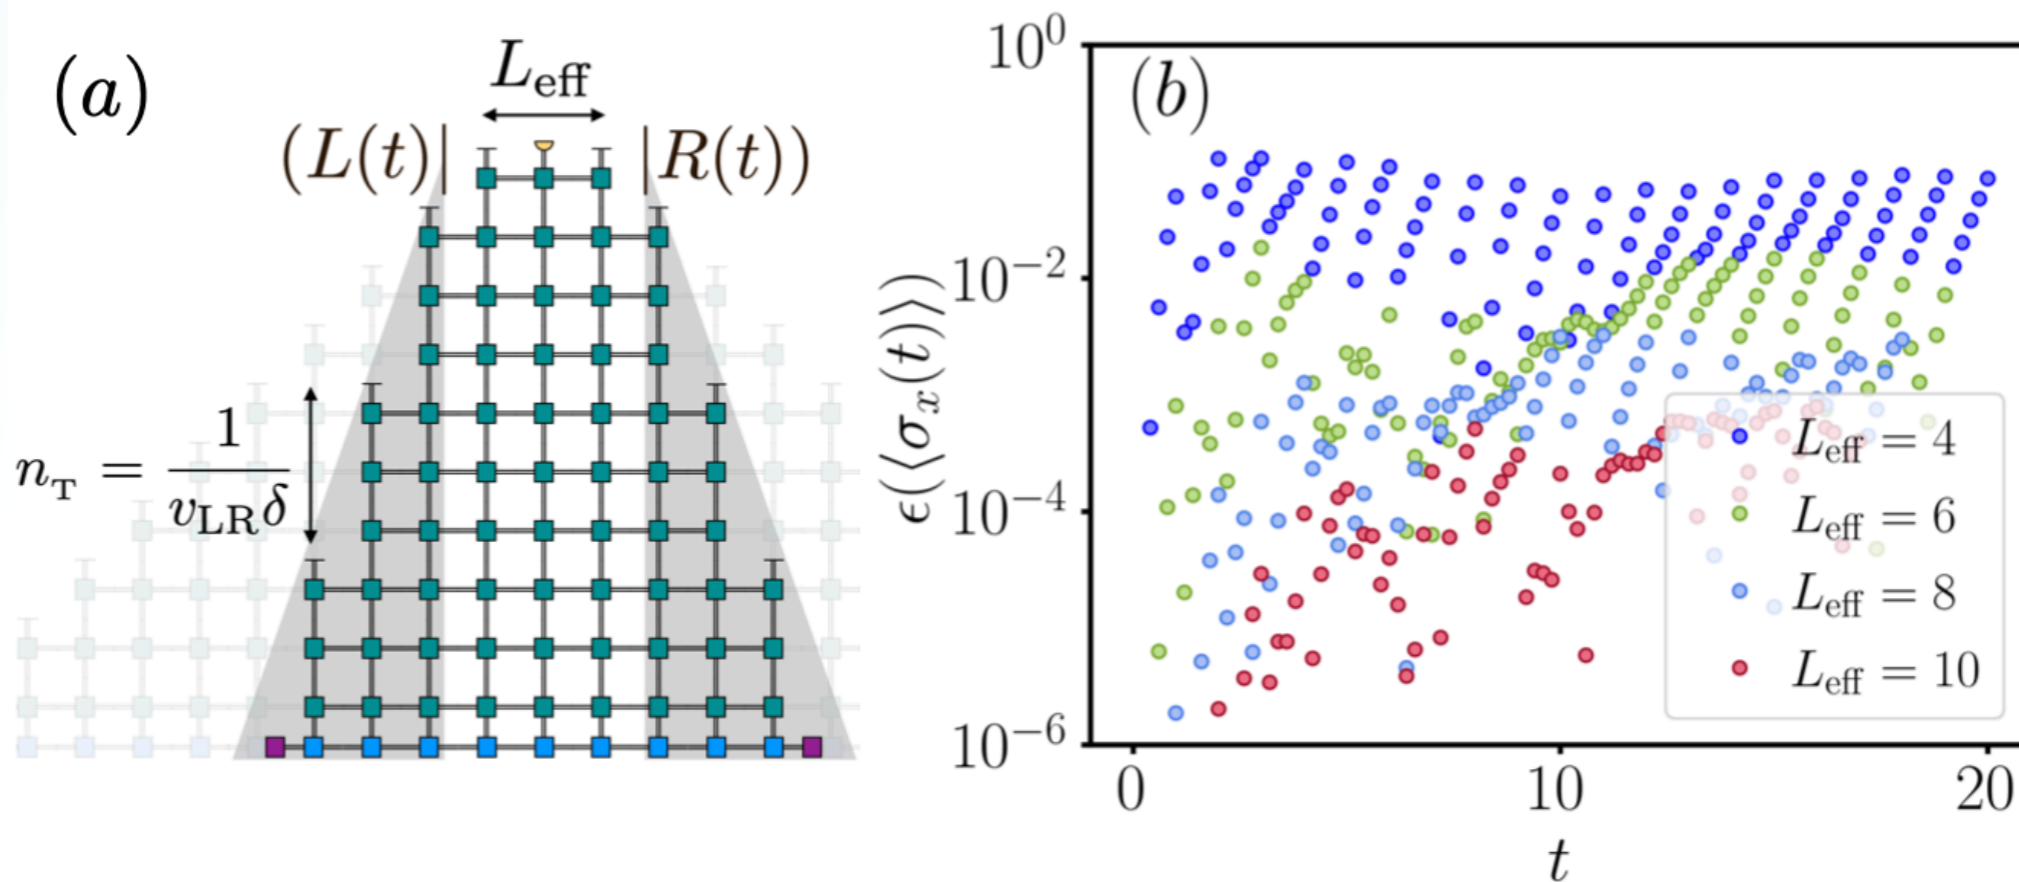 (a)
L_eff
(L(t)| |R(t))
n_T = 1/(v_LR δ)
(b)
ϵ(⟨σ_x(t)⟩)
10^0
10^−2
10^−4
10^−6
0 10 20
t
L_eff = 4
L_eff = 6
L_eff = 8
L_eff = 10